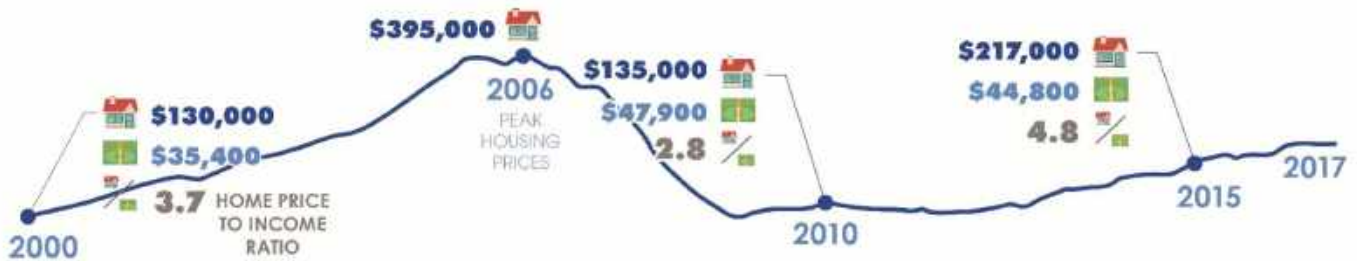 $395,000
2006
PEAK
HOUSING
PRICES
$130,000
$35,400
3.7 HOME PRICE
TO INCOME
RATIO
2000
$135,000
$47,900
2.8
2010
$217,000
$44,800
4.8
2015
2017